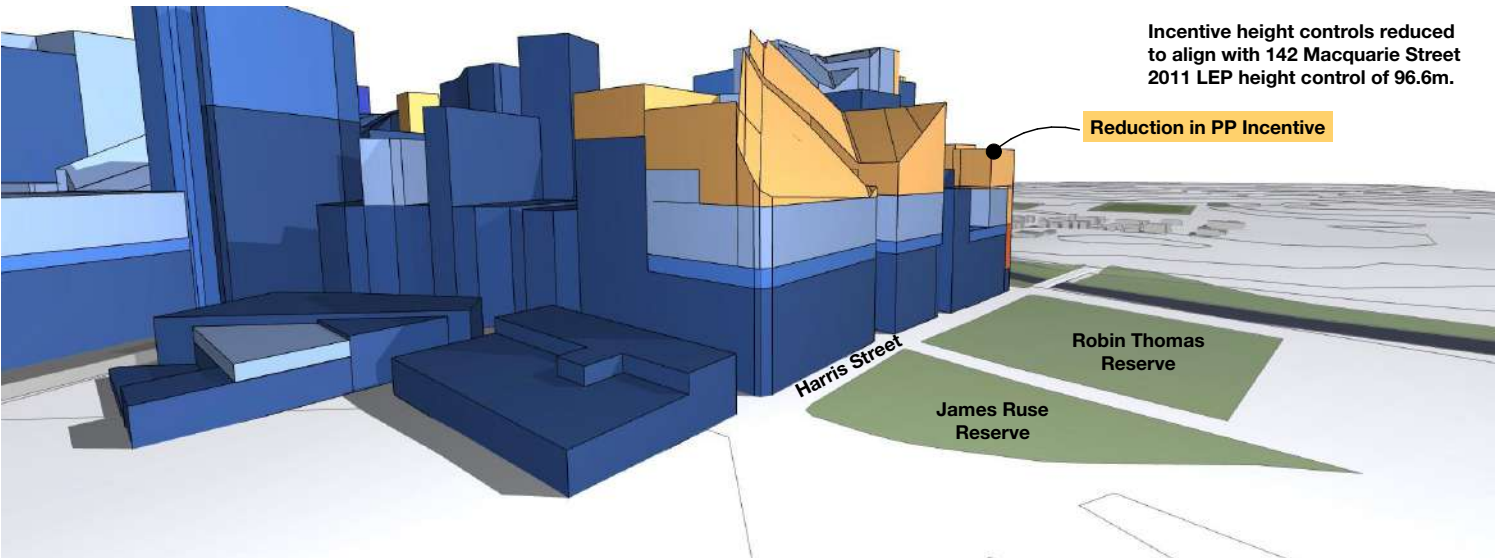 Incentive height controls reduced
to align with 142 Macquarie Street
2011 LEP height control of 96.6m.
Reduction in PP Incentive
Harris Street
Robin Thomas
Reserve
James Ruse
Reserve